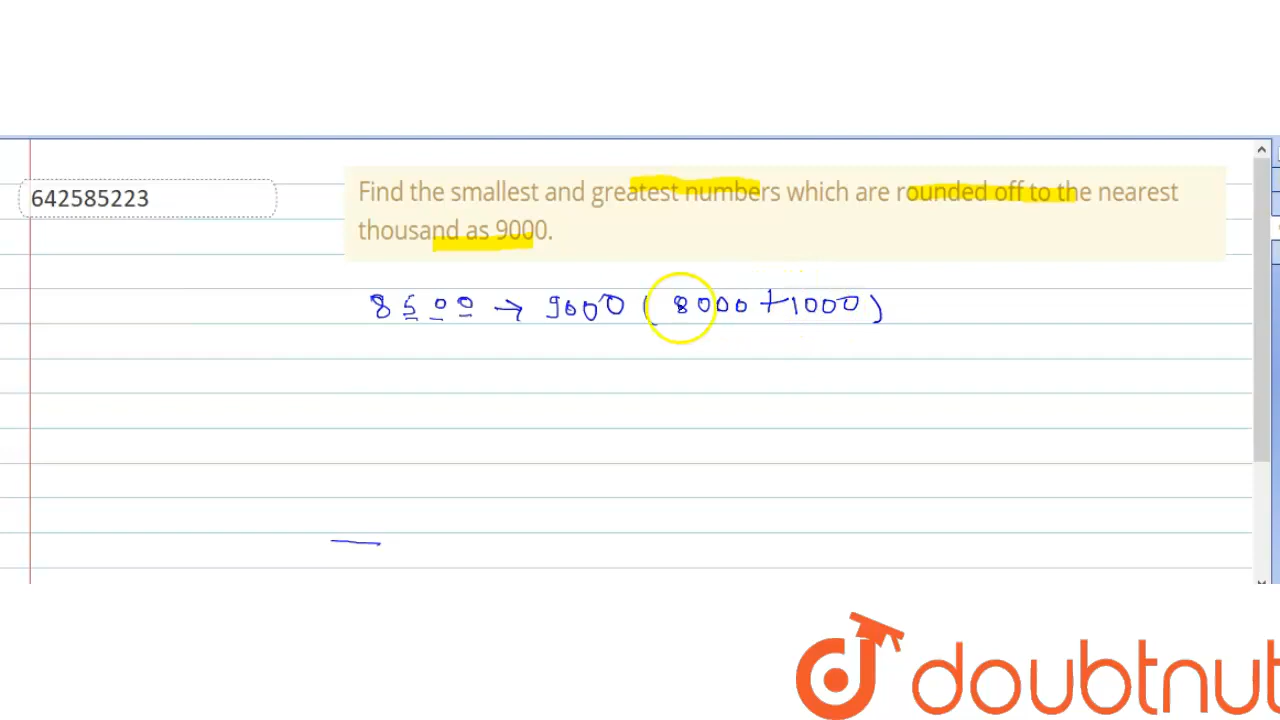 642585223
Find the smallest and greatest numbers which are rounded off to the nearest
thousand as 9000.
8500 → 9000 (8000+1000)
doubtnut